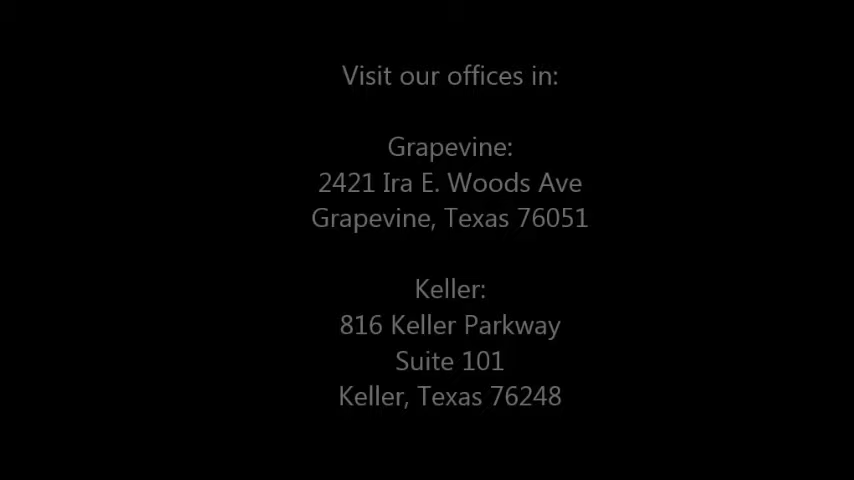 Visit our offices in:
Grapevine:
2421 Ira E. Woods Ave
Grapevine, Texas 76051
Keller:
816 Keller Parkway
Suite 101
Keller, Texas 76248